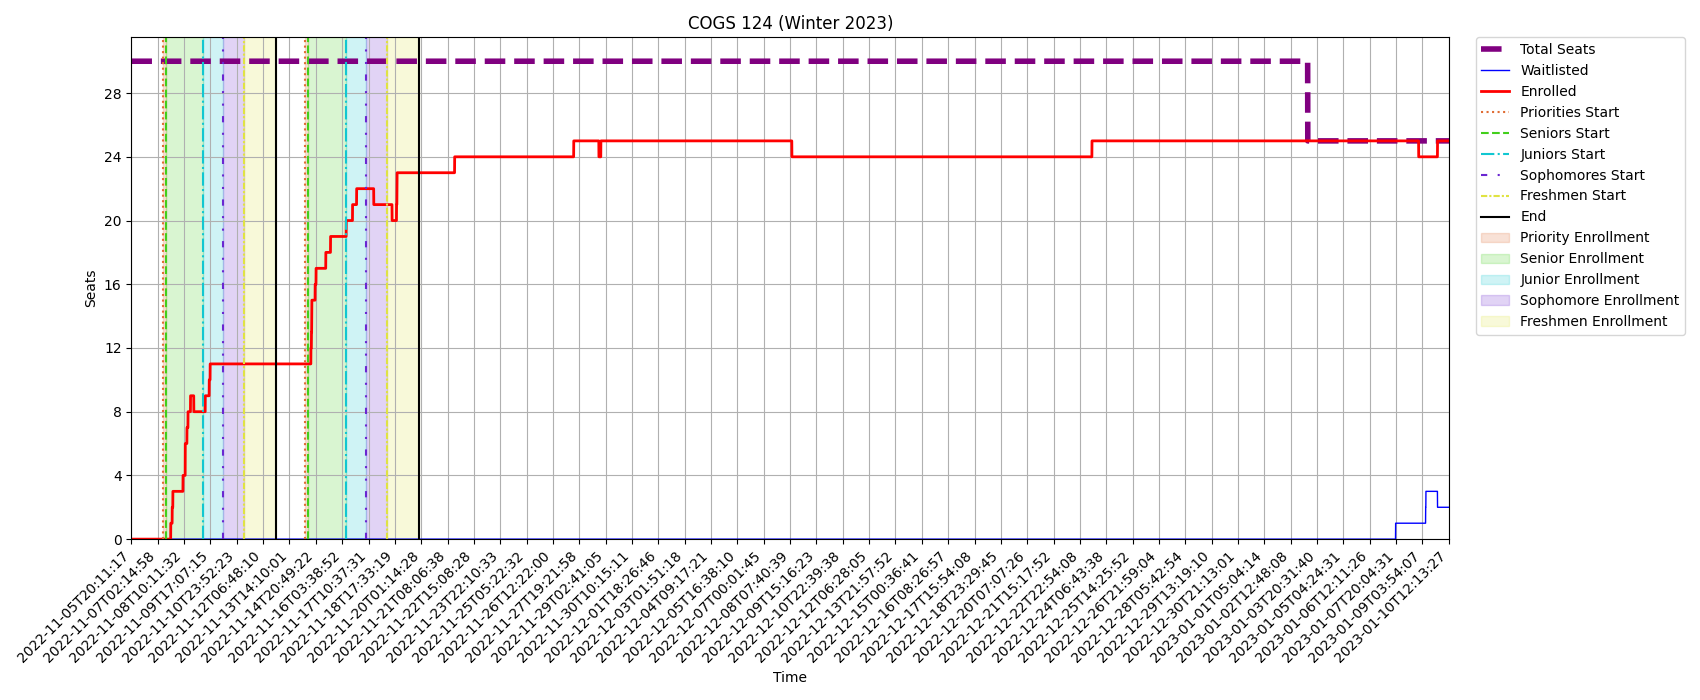 COGS 124 (Winter 2023)
Seats
28
24
20
16
12
8
4
0
2022-11-05T20:11:17
2022-11-07T02:14:58
2022-11-08T10:11:32
2022-11-09T17:07:15
2022-11-10T23:52:23
2022-11-12T06:48:10
2022-11-13T14:10:01
2022-11-14T20:49:22
2022-11-16T03:38:52
2022-11-17T10:37:31
2022-11-18T17:33:19
2022-11-20T01:14:28
2022-11-21T08:06:38
2022-11-22T15:08:28
2022-11-23T22:10:33
2022-11-25T05:22:32
2022-11-26T12:22:00
2022-11-27T19:21:58
2022-11-29T02:41:05
2022-11-30T10:15:11
2022-12-01T18:26:46
2022-12-03T01:51:18
2022-12-04T09:17:21
2022-12-05T16:38:10
2022-12-07T00:01:45
2022-12-08T07:40:39
2022-12-09T15:16:23
2022-12-10T22:39:38
2022-12-12T06:28:05
2022-12-13T21:57:52
2022-12-15T00:36:41
2022-12-16T08:26:57
2022-12-17T15:54:08
2022-12-18T23:29:45
2022-12-20T07:07:26
2022-12-21T15:17:52
2022-12-22T22:54:08
2022-12-24T06:43:38
2022-12-25T14:25:52
2022-12-26T21:59:04
2022-12-28T05:42:54
2022-12-29T13:19:10
2022-12-30T21:13:01
2023-01-01T05:04:14
2023-01-02T12:48:08
2023-01-03T20:31:40
2023-01-05T04:24:31
2023-01-06T12:11:26
2023-01-07T20:04:31
2023-01-09T03:54:07
2023-01-10T12:13:27
Time
Total Seats
Waitlisted
Enrolled
Priorities Start
Seniors Start
Juniors Start
Sophomores Start
Freshmen Start
End
Priority Enrollment
Senior Enrollment
Junior Enrollment
Sophomore Enrollment
Freshmen Enrollment